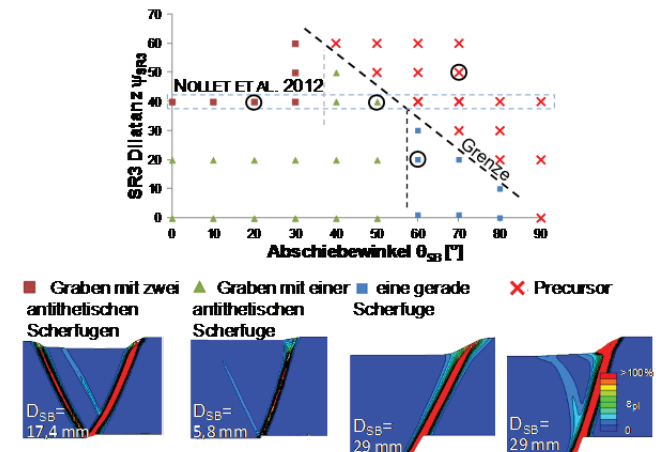 70
60
50
40
30
20
10
0
SR3 Dilatanz ψSR3
NOLLET ET AL. 2012
Grenze
0 10 20 30 40 50 60 70 80 90
Abschiebewinkel θSB [º]
Graben mit zwei antithetischen Scherfugen
Graben mit einer antithetischen Scherfuge
eine gerade Scherfuge
Precursor
DSB=
17,4 mm
DSB=
5,8 mm
DSB=
29 mm
DSB=
29 mm
>100%
εpl
0